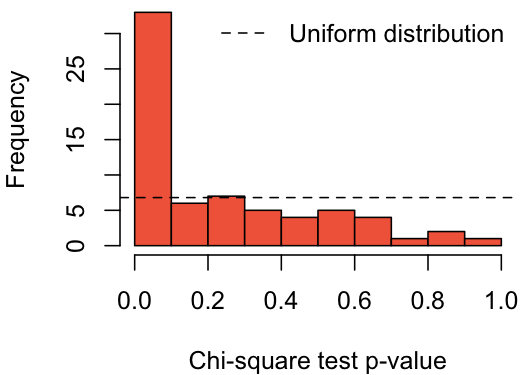 Uniform distribution
Frequency
25
15
5
0
0.0 0.2 0.4 0.6 0.8 1.0
Chi-square test p-value